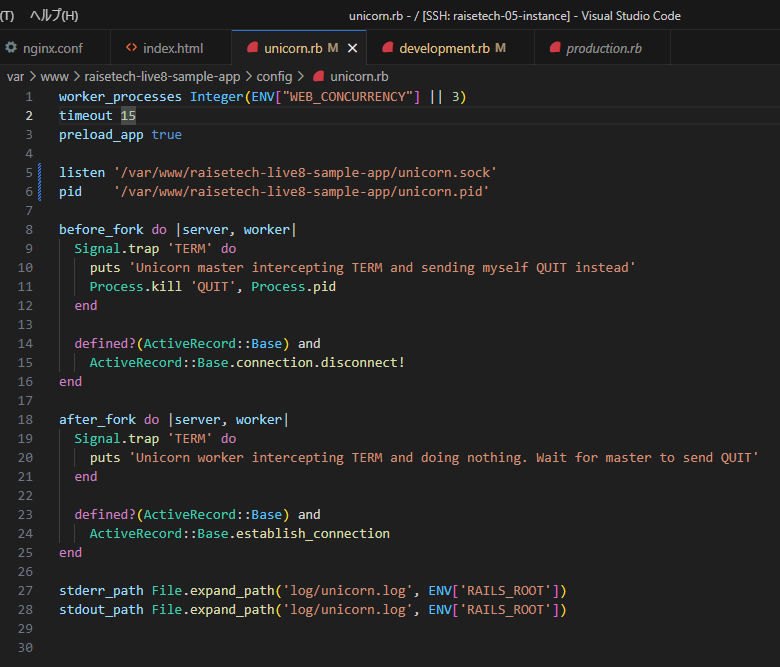 (T) ヘルプ(H) unicorn.rb - / [SSH: raisetech-05-instance] - Visual Studio Code
nginx.conf <> index.html unicorn.rb M × development.rb M production.rb
var > www > raisetech-live8-sample-app > config > unicorn.rb
1 worker_processes Integer(ENV["WEB_CONCURRENCY"] || 3)
2 timeout 15
3 preload_app true
4
5 listen '/var/www/raisetech-live8-sample-app/unicorn.sock'
6 pid    '/var/www/raisetech-live8-sample-app/unicorn.pid'
7
8 before_fork do |server, worker|
9   Signal.trap 'TERM' do
10     puts 'Unicorn master intercepting TERM and sending myself QUIT instead'
11     Process.kill 'QUIT', Process.pid
12   end
13
14   defined?(ActiveRecord::Base) and
15     ActiveRecord::Base.connection.disconnect!
16 end
17
18 after_fork do |server, worker|
19   Signal.trap 'TERM' do
20     puts 'Unicorn worker intercepting TERM and doing nothing. Wait for master to send QUIT'
21   end
22
23   defined?(ActiveRecord::Base) and
24     ActiveRecord::Base.establish_connection
25 end
26
27 stderr_path File.expand_path('log/unicorn.log', ENV['RAILS_ROOT'])
28 stdout_path File.expand_path('log/unicorn.log', ENV['RAILS_ROOT'])
29
30